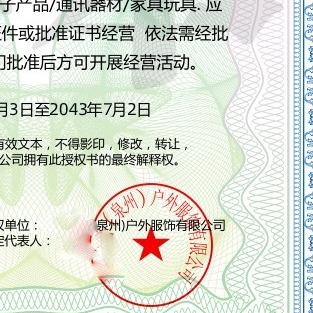 子产品/通讯器材/家具玩具.应
件或批准证书经营 依法需经批
批准后方可开展经营活动。
月3日至2043年7月2日
有效文本，不得影印，修改，转让，
公司拥有此授权书的最终解释权。
权单位： 泉州)户外服饰有限公司
定代表人：
(泉州)户外服饰有限公司